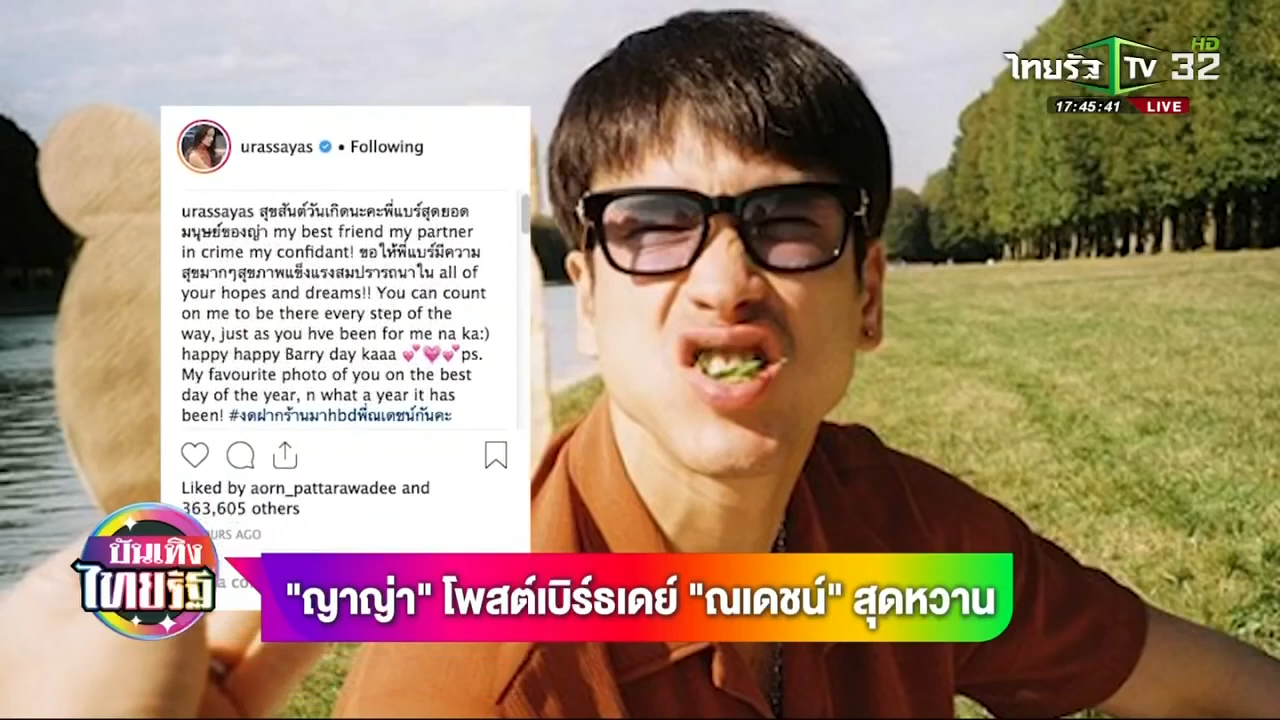 ไทยรัฐ TV 32 HD
17:45:41 LIVE
urassayas • Following
urassayas สุขสันต์วันเกิดนะคะพี่แบร์สุดยอด
มนุษย์ของญ่า my best friend my partner
in crime my confidant! ขอให้พี่แบร์มีความ
สุขมากๆสุขภาพแข็งแรงสมปรารถนาใน all of
your hopes and dreams!! You can count
on me to be there every step of the
way, just as you hve been for me na ka:)
happy happy Barry day kaaa 💕💗💕ps.
My favourite photo of you on the best
day of the year, n what a year it has
been! #งดฝากร้านมาhbdพี่ณเดชน์กันคะ
Liked by aorn_pattarawadee and
363,605 others
AGO
บันเทิง
ไทยรัฐ
"ญาญ่า" โพสต์เบิร์ธเดย์ "ณเดชน์" สุดหวาน